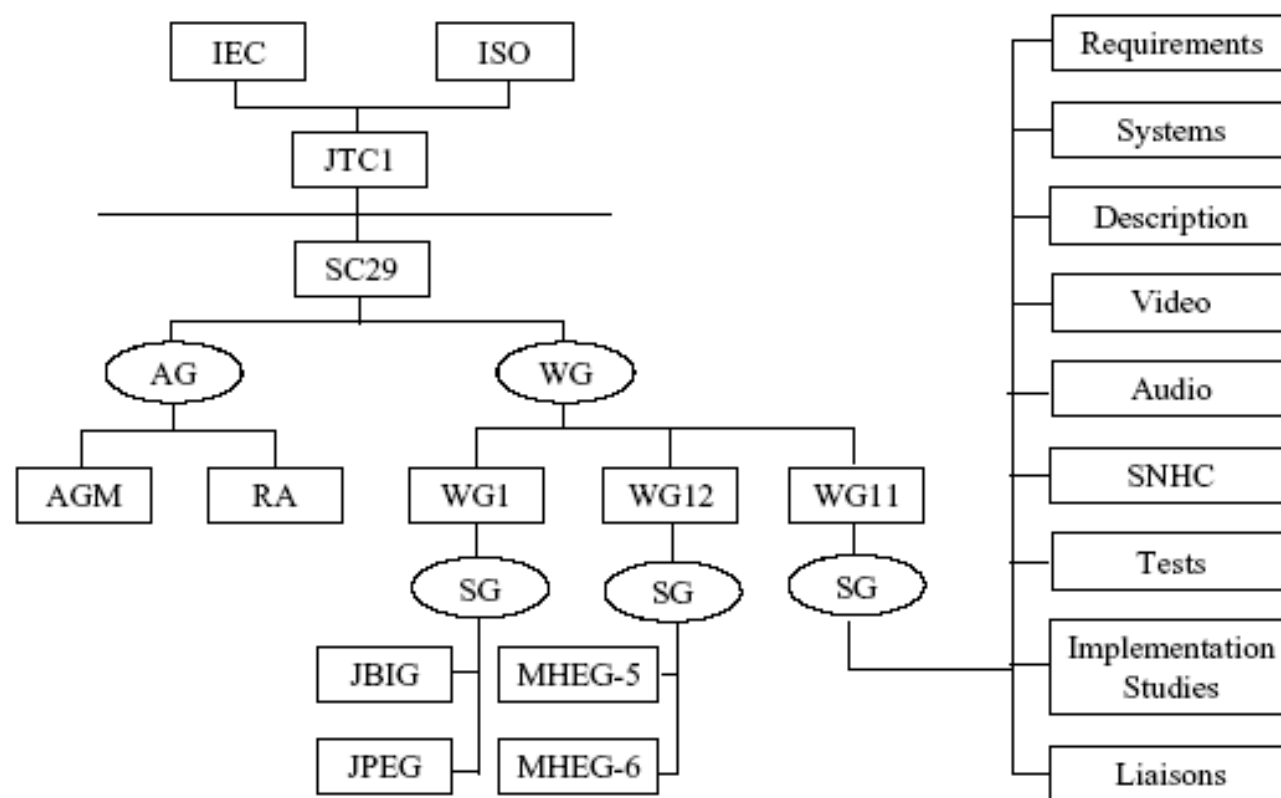 IEC
ISO
JTC1
SC29
AG
WG
AGM
RA
WG1
WG12
WG11
SG
SG
SG
JBIG
MHEG-5
JPEG
MHEG-6
Requirements
Systems
Description
Video
Audio
SNHC
Tests
Implementation
Studies
Liaisons